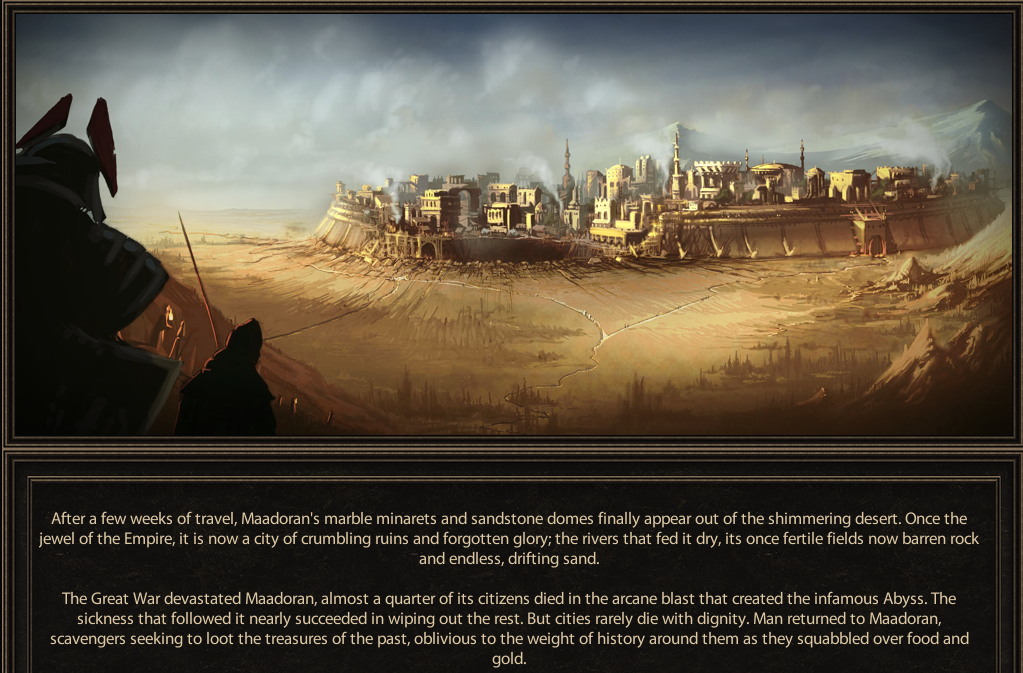 After a few weeks of travel, Maadoran's marble minarets and sandstone domes finally appear out of the shimmering desert. Once the
jewel of the Empire, it is now a city of crumbling ruins and forgotten glory; the rivers that fed it dry, its once fertile fields now barren rock
and endless, drifting sand.
The Great War devastated Maadoran, almost a quarter of its citizens died in the arcane blast that created the infamous Abyss. The
sickness that followed it nearly succeeded in wiping out the rest. But cities rarely die with dignity. Man returned to Maadoran,
scavengers seeking to loot the treasures of the past, oblivious to the weight of history around them as they squabbled over food and
gold.